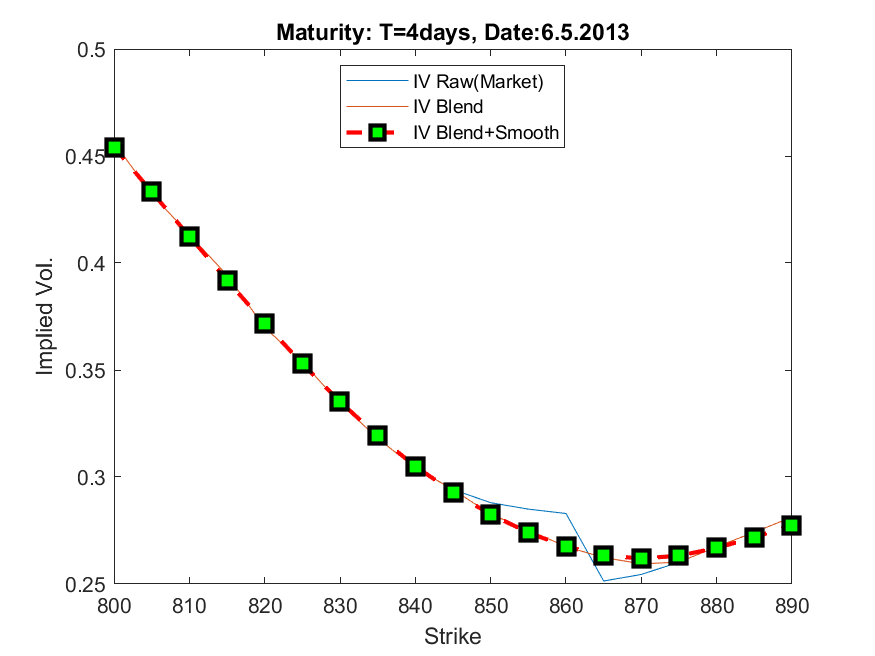 Maturity: T=4days, Date:6.5.2013
0.5
IV Raw(Market)
IV Blend
IV Blend+Smooth
0.45
0.4
Implied Vol.
0.35
0.3
0.25
800 810 820 830 840 850 860 870 880 890
Strike